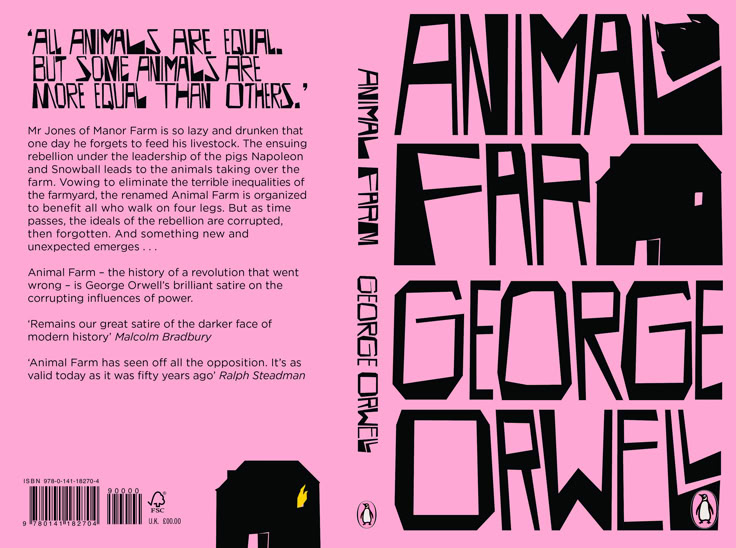 ‘ALL ANIMALS ARE EQUAL.
BUT SOME ANIMALS ARE
MORE EQUAL THAN OTHERS.’
Mr Jones of Manor Farm is so lazy and drunken that
one day he forgets to feed his livestock. The ensuing
rebellion under the leadership of the pigs Napoleon
and Snowball leads to the animals taking over the
farm. Vowing to eliminate the terrible inequalities of
the farmyard, the renamed Animal Farm is organized
to benefit all who walk on four legs. But as time
passes, the ideals of the rebellion are corrupted,
then forgotten. And something new and
unexpected emerges . . .
Animal Farm – the history of a revolution that went
wrong – is George Orwell’s brilliant satire on the
corrupting influences of power.
‘Remains our great satire of the darker face of
modern history’ Malcolm Bradbury
‘Animal Farm has seen off all the opposition. It’s as
valid today as it was fifty years ago’ Ralph Steadman
ISBN 978-0-141-18270-4
90000
9 780141 182704
FSC
U.K. £00.00
ANIMAL FARM
GEORGE ORWELL
ANIMAL
FARM
GEORGE
ORWELL